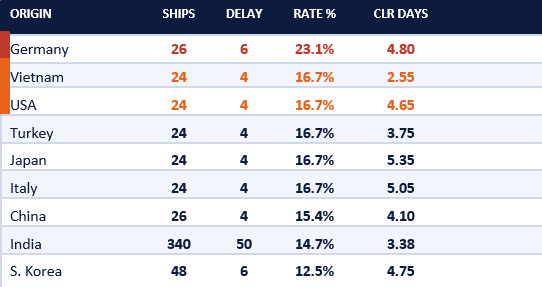 ORIGIN SHIPS DELAY RATE % CLR DAYS
Germany 26 6 23.1% 4.80
Vietnam 24 4 16.7% 2.55
USA 24 4 16.7% 4.65
Turkey 24 4 16.7% 3.75
Japan 24 4 16.7% 5.35
Italy 24 4 16.7% 5.05
China 26 4 15.4% 4.10
India 340 50 14.7% 3.38
S. Korea 48 6 12.5% 4.75